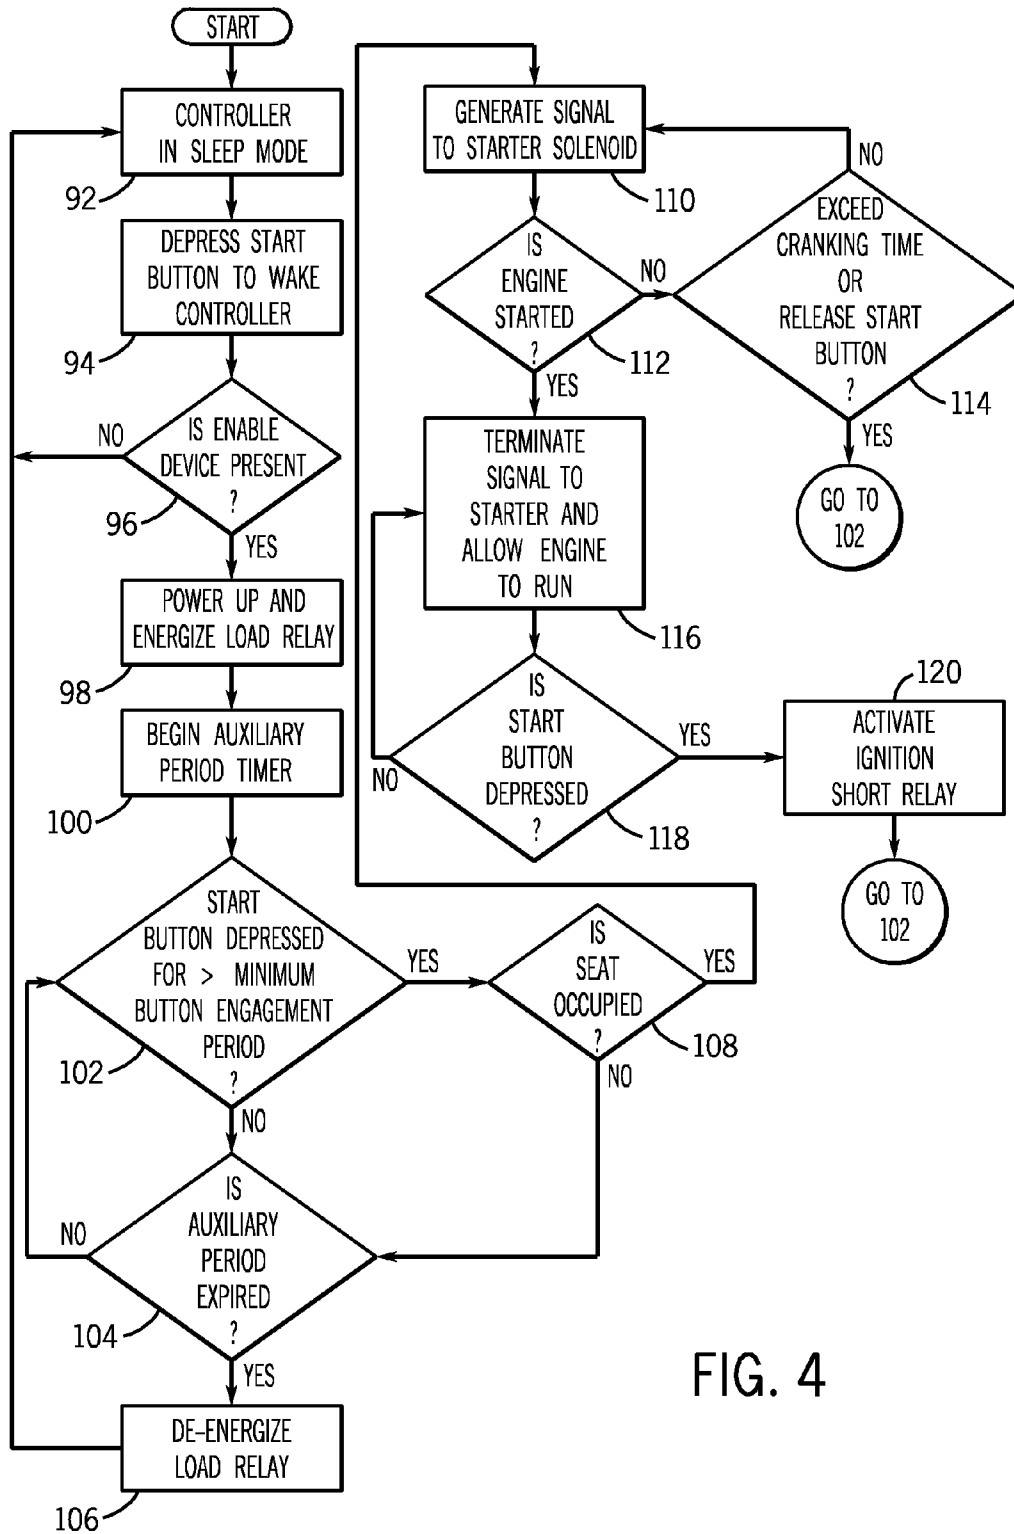 START
CONTROLLER
IN SLEEP MODE
92
DEPRESS START
BUTTON TO WAKE
CONTROLLER
94
IS ENABLE
DEVICE PRESENT
?
NO
96
YES
POWER UP AND
ENERGIZE LOAD RELAY
98
BEGIN AUXILIARY
PERIOD TIMER
100
START
BUTTON DEPRESSED
FOR > MINIMUM
BUTTON ENGAGEMENT
PERIOD
?
102
YES
NO
IS
AUXILIARY
PERIOD
EXPIRED
?
NO
104
YES
DE-ENERGIZE
LOAD RELAY
106
IS
SEAT
OCCUPIED
?
YES
108
NO
GENERATE SIGNAL
TO STARTER SOLENOID
110
IS
ENGINE
STARTED
?
NO
112
YES
EXCEED
CRANKING TIME
OR
RELEASE START
BUTTON
?
NO
114
YES
GO TO
102
TERMINATE
SIGNAL TO
STARTER AND
ALLOW ENGINE
TO RUN
116
IS
START
BUTTON
DEPRESSED
?
NO
YES
118
120
ACTIVATE
IGNITION
SHORT RELAY
GO TO
102
FIG. 4